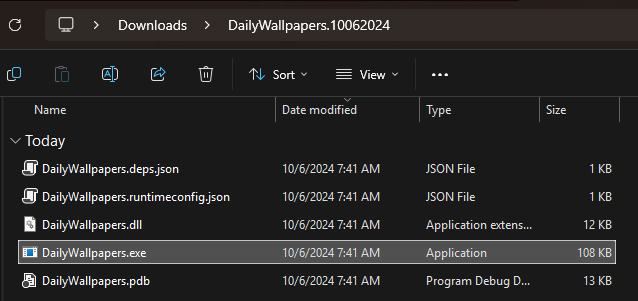 Downloads > DailyWallpapers.10062024
Sort View
Name Date modified Type Size
Today
DailyWallpapers.deps.json 10/6/2024 7:41 AM JSON File 1 KB
DailyWallpapers.runtimeconfig.json 10/6/2024 7:41 AM JSON File 1 KB
DailyWallpapers.dll 10/6/2024 7:41 AM Application extens... 12 KB
DailyWallpapers.exe 10/6/2024 7:41 AM Application 108 KB
DailyWallpapers.pdb 10/6/2024 7:41 AM Program Debug D... 13 KB